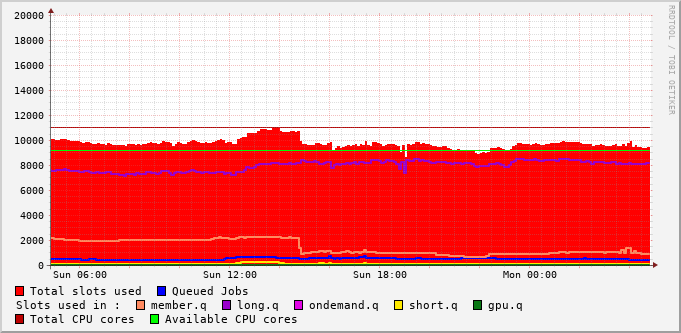 20000
18000
16000
14000
12000
10000
8000
6000
4000
2000
0
Sun 06:00 Sun 12:00 Sun 18:00 Mon 00:00
RRDTOOL / TOBI OETIKER
Total slots used Queued Jobs
Slots used in : member.q long.q ondemand.q short.q gpu.q
Total CPU cores Available CPU cores